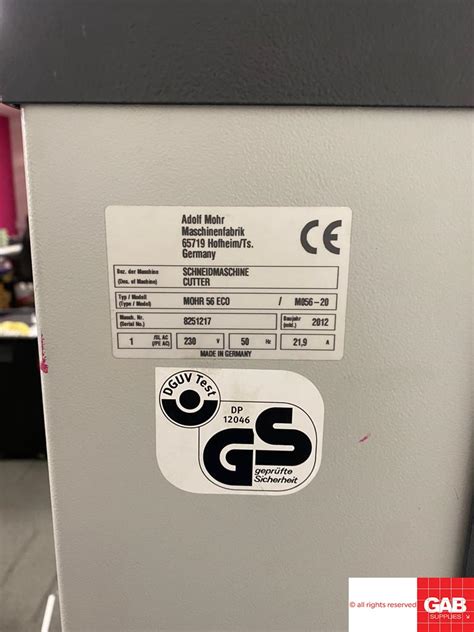 Adolf Mohr
Maschinenfabrik
65719 Hofheim/Ts.
Germany
CE
Bez. der Maschine SCHNEIDMASCHINE
(Des. of Machine) CUTTER
Typ / Modell MOHR 56 ECO / M056-20
(Type / Model)
Masch. Nr. 8251217 Baujahr 2012
(Serial No.)
1 230 V 50 Hz 21,9 A
MADE IN GERMANY
DGUV Test
DP
12046
GS
geprüfte
Sicherheit
© all rights reserved
GAB
SUPPLIES